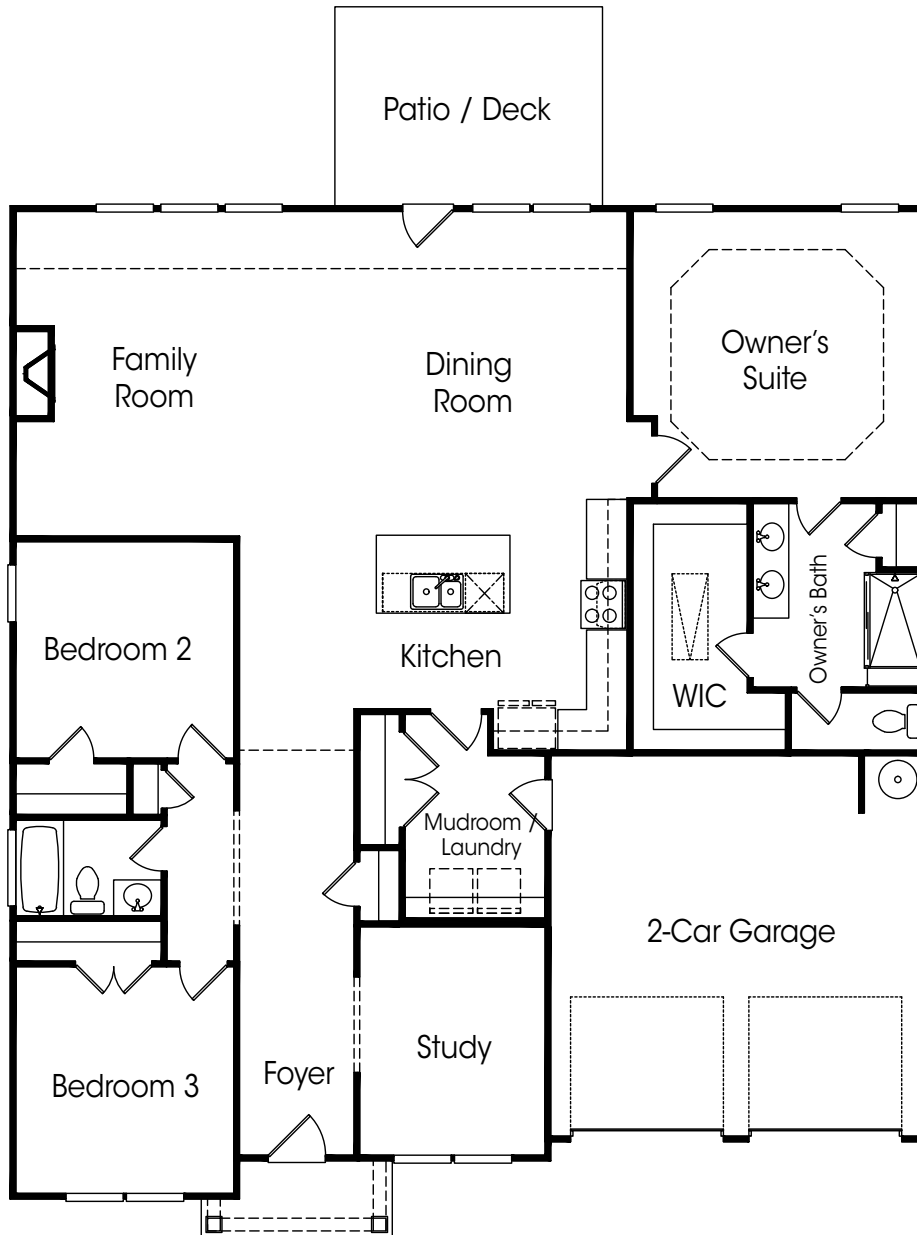 Patio / Deck
Family
Room
Dining
Room
Owner's
Suite
Bedroom 2
Kitchen
WIC
Owner's Bath
Mudroom /
Laundry
2-Car Garage
Bedroom 3
Foyer
Study